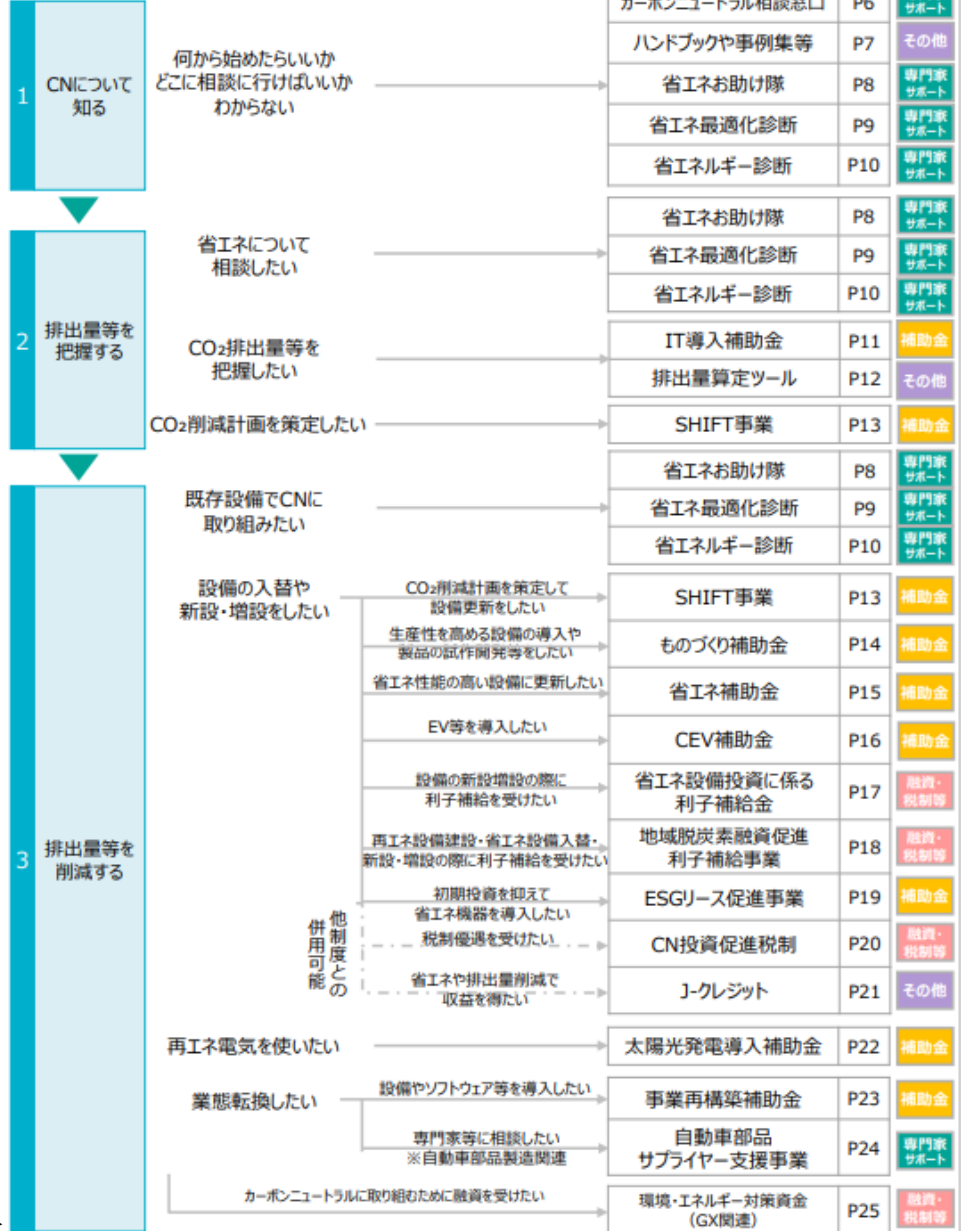 カーボンニュートラル相談窓口 P6 サポート
ハンドブックや事例集等 P7 その他
1 CNについて
知る
何から始めたらいいか
どこに相談に行けばいいか
わからない
省エネお助け隊 P8 専門家
サポート
省エネ最適化診断 P9 専門家
サポート
省エネルギー診断 P10 専門家
サポート
2 排出量等を
把握する
省エネについて
相談したい
省エネお助け隊 P8 専門家
サポート
省エネ最適化診断 P9 専門家
サポート
省エネルギー診断 P10 専門家
サポート
CO₂排出量等を
把握したい
IT導入補助金 P11 補助金
排出量算定ツール P12 その他
CO₂削減計画を策定したい
SHIFT事業 P13 補助金
3 排出量等を
削減する
既存設備でCNに
取り組みたい
省エネお助け隊 P8 専門家
サポート
省エネ最適化診断 P9 専門家
サポート
省エネルギー診断 P10 専門家
サポート
設備の入替や
新設・増設をしたい
CO₂削減計画を策定して
設備更新をしたい
SHIFT事業 P13 補助金
生産性を高める設備の導入や
製品の試作開発等をしたい
ものづくり補助金 P14 補助金
省エネ性能の高い設備に更新したい
省エネ補助金 P15 補助金
EV等を導入したい
CEV補助金 P16 補助金
設備の新設増設の際に
利子補給を受けたい
省エネ設備投資に係る
利子補給金 P17 融資・
税制等
再エネ設備建設・省エネ設備入替・
新設・増設の際に利子補給を受けたい
地域脱炭素融資促進
利子補給事業 P18 融資・
税制等
初期投資を抑えて
省エネ機器を導入したい
ESGリース促進事業 P19 補助金
他制度との
併用可能
税制優遇を受けたい
CN投資促進税制 P20 融資・
税制等
省エネや排出量削減で
収益を得たい
J-クレジット P21 その他
再エネ電気を使いたい
太陽光発電導入補助金 P22 補助金
業態転換したい
設備やソフトウェア等を導入したい
事業再構築補助金 P23 補助金
専門家等に相談したい
※自動車部品製造関連
自動車部品
サプライヤー支援事業 P24 専門家
サポート
カーボンニュートラルに取り組むために融資を受けたい
環境・エネルギー対策資金
（GX関連） P25 融資・
税制等